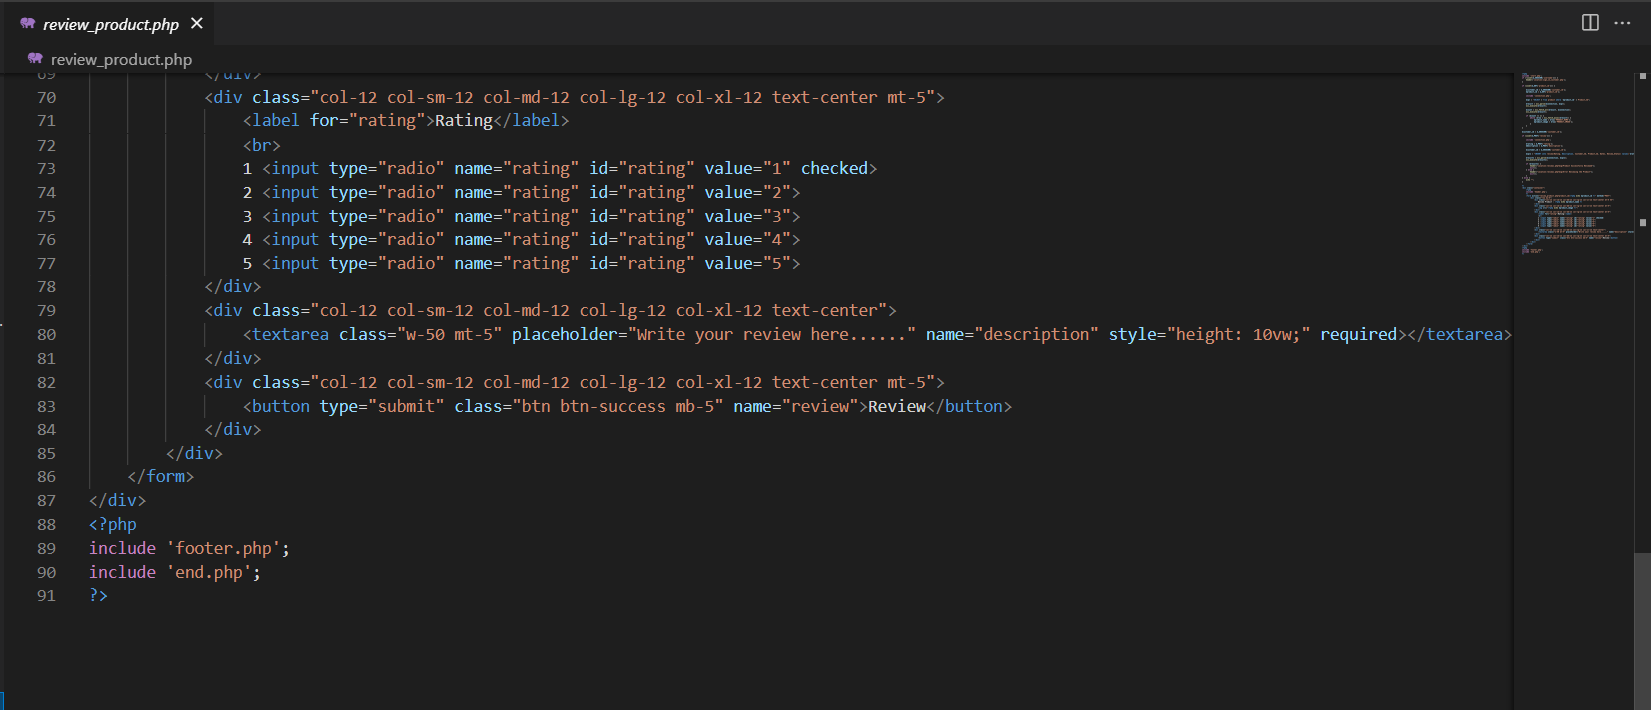 review_product.php
review_product.php
69 </div>
70 <div class="col-12 col-sm-12 col-md-12 col-lg-12 col-xl-12 text-center mt-5">
71 <label for="rating">Rating</label>
72 <br>
73 1 <input type="radio" name="rating" id="rating" value="1" checked>
74 2 <input type="radio" name="rating" id="rating" value="2">
75 3 <input type="radio" name="rating" id="rating" value="3">
76 4 <input type="radio" name="rating" id="rating" value="4">
77 5 <input type="radio" name="rating" id="rating" value="5">
78 </div>
79 <div class="col-12 col-sm-12 col-md-12 col-lg-12 col-xl-12 text-center">
80 <textarea class="w-50 mt-5" placeholder="Write your review here......" name="description" style="height: 10vw;" required></textarea>
81 </div>
82 <div class="col-12 col-sm-12 col-md-12 col-lg-12 col-xl-12 text-center mt-5">
83 <button type="submit" class="btn btn-success mb-5" name="review">Review</button>
84 </div>
85 </div>
86 </form>
87 </div>
88 <?php
89 include 'footer.php';
90 include 'end.php';
91 ?>